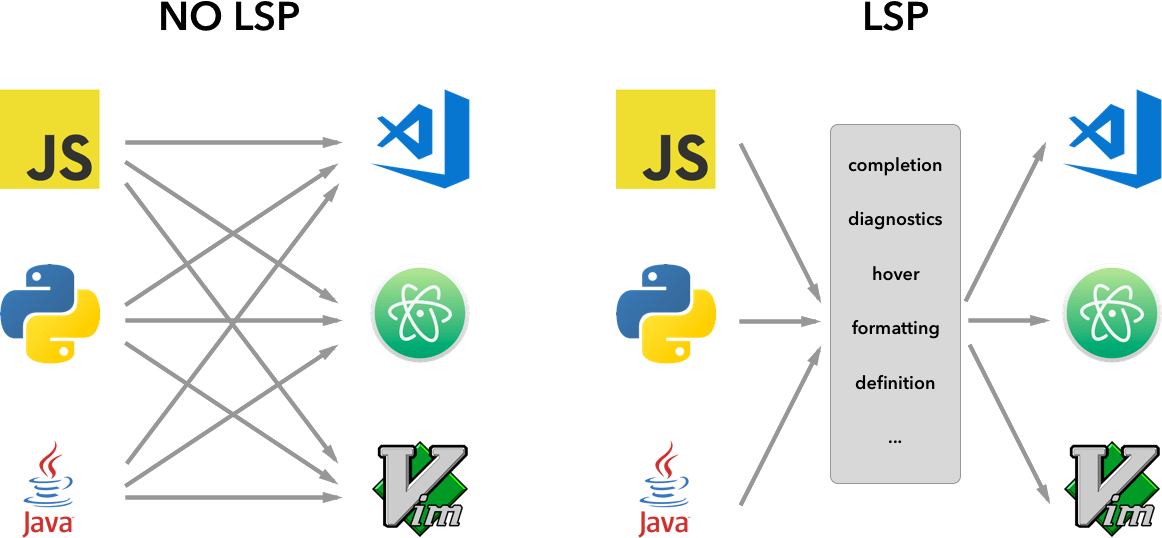 NO LSP
LSP
JS
JS
completion
diagnostics
hover
formatting
definition
...
Java
Vim
Java
Vim